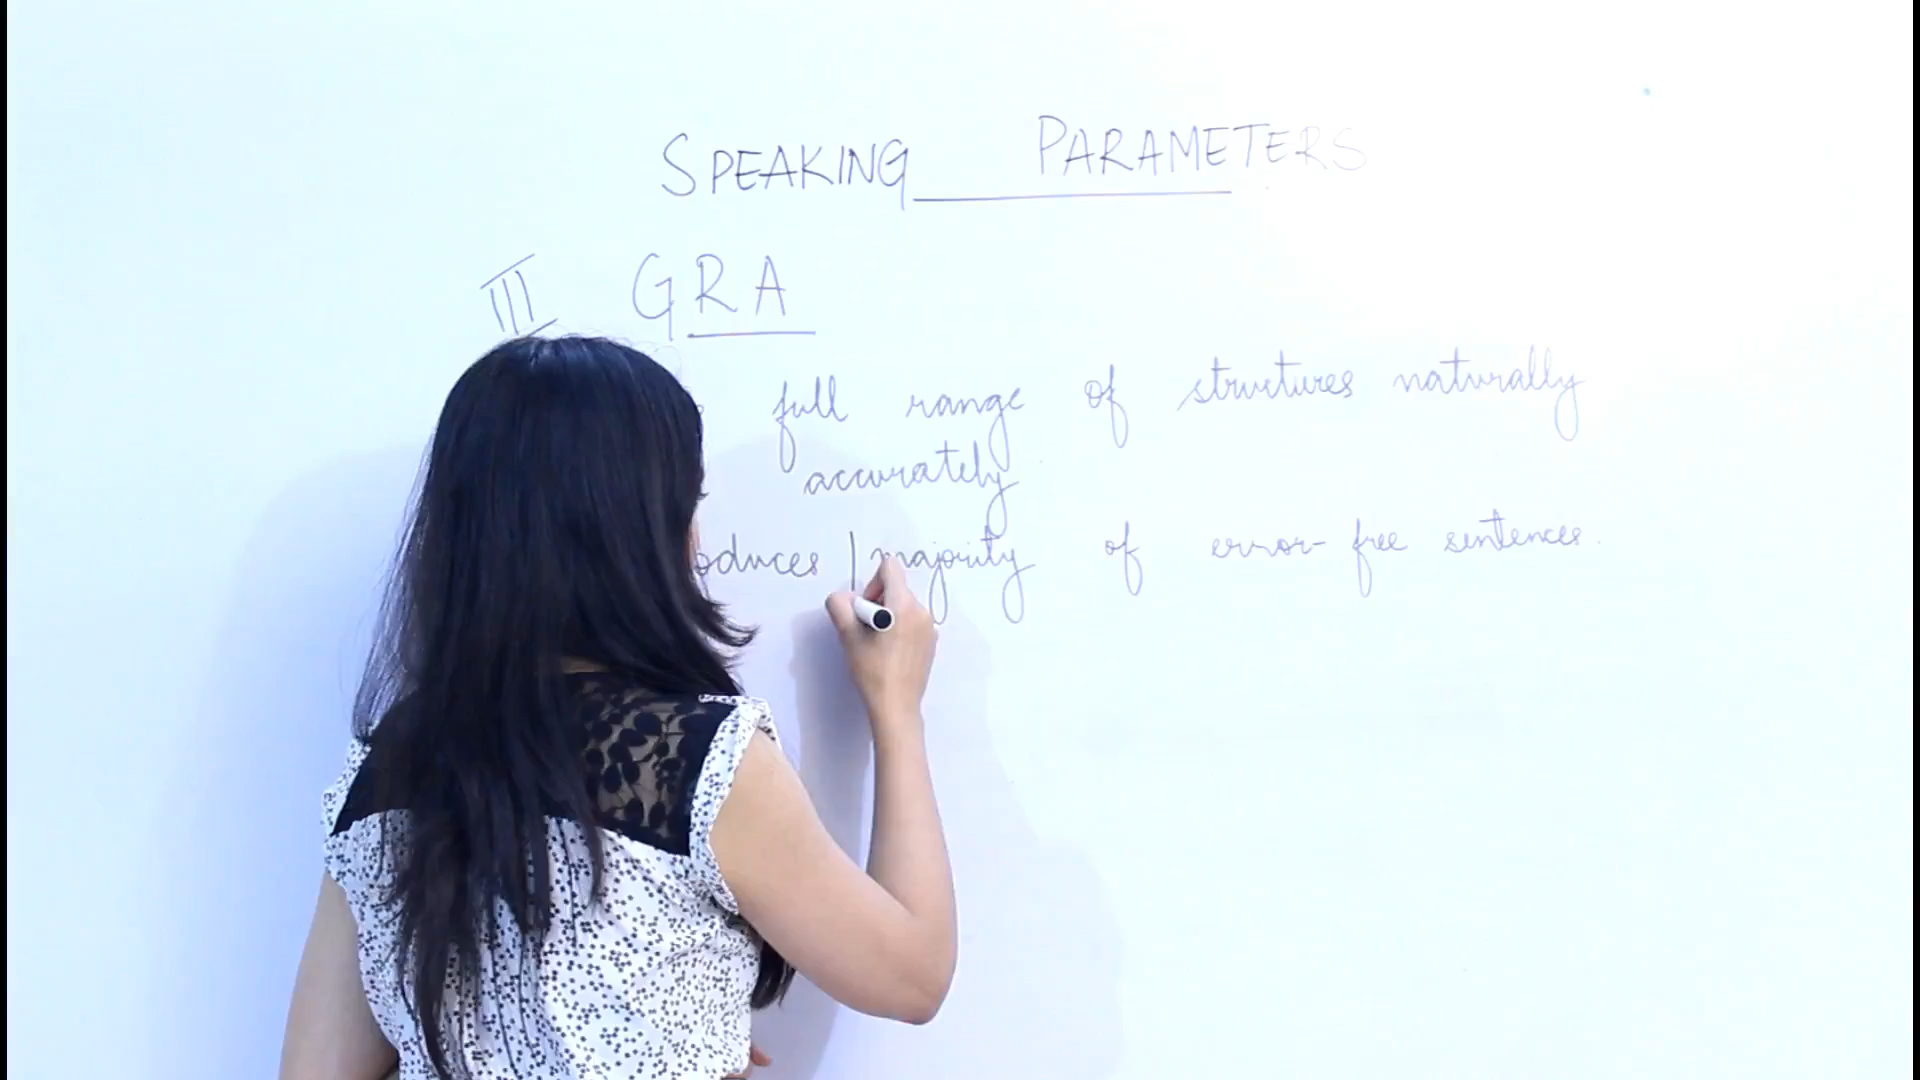 SPEAKING PARAMETERS
III GRA
full range of structures naturally
accurately
majority of error-free sentences.